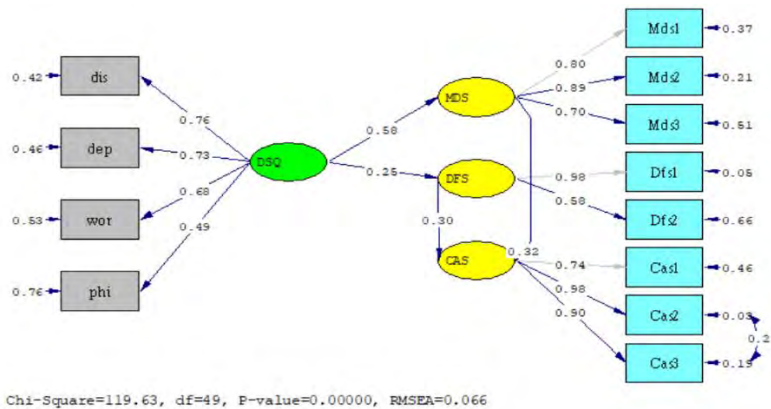 Mds1
0.37
0.42
dis
0.80
Mds2
0.21
0.89
MDS
0.76
0.70
Mds3
0.51
0.58
0.46
dep
0.73
DSQ
Dfs1
0.05
0.98
0.25
DFS
0.68
0.58
Dfs2
0.66
0.53
wor
0.49
0.30
0.32
Cas1
0.46
CAS
0.74
0.98
0.76
phi
Cas2
0.03
0.90
0.2
Cas3
0.19
Chi-Square=119.63, df=49, P-value=0.00000, RMSEA=0.066